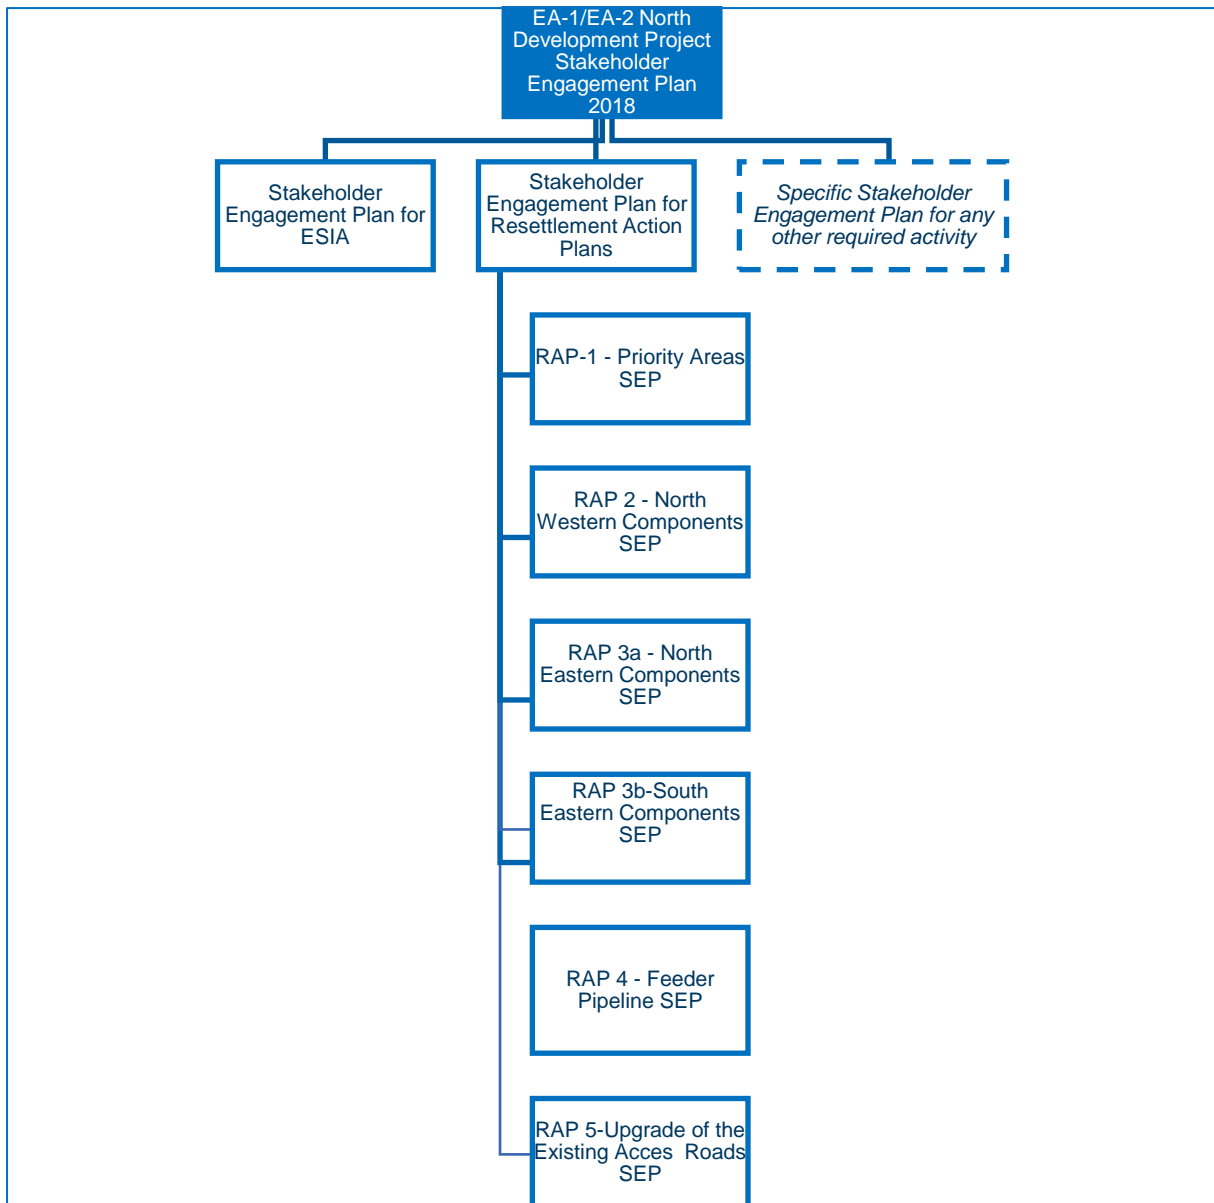 EA-1/EA-2 North
Development Project
Stakeholder
Engagement Plan
2018
Stakeholder
Engagement Plan for
ESIA
Stakeholder
Engagement Plan for
Resettlement Action
Plans
Specific Stakeholder
Engagement Plan for any
other required activity
RAP-1 - Priority Areas
SEP
RAP 2 - North
Western Components
SEP
RAP 3a - North
Eastern Components
SEP
RAP 3b-South
Eastern Components
SEP
RAP 4 - Feeder
Pipeline SEP
RAP 5-Upgrade of the
Existing Acces Roads
SEP